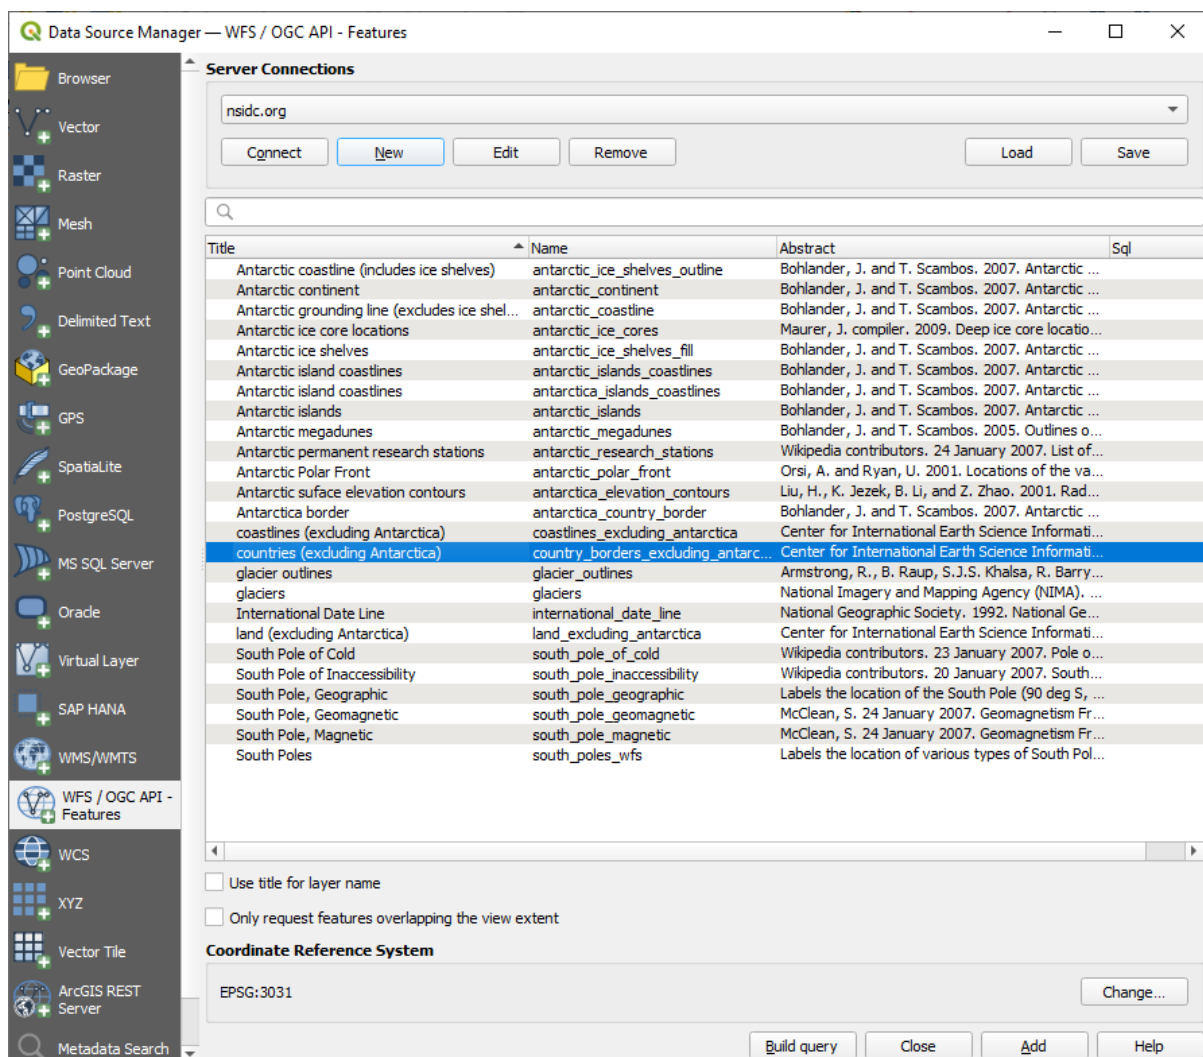 Data Source Manager — WFS / OGC API - Features
Browser
Vector
Raster
Mesh
Point Cloud
Delimited Text
GeoPackage
GPS
SpatiaLite
PostgreSQL
MS SQL Server
Oracle
Virtual Layer
SAP HANA
WMS/WMTS
WFS / OGC API -
Features
WCS
XYZ
Vector Tile
ArcGIS REST
Server
Metadata Search
Server Connections
nsidc.org
Connect New Edit Remove Load Save
Title Name Abstract Sql
Antarctic coastline (includes ice shelves) antarctic_ice_shelves_outline Bohlander, J. and T. Scambos. 2007. Antarctic ...
Antarctic continent antarctic_continent Bohlander, J. and T. Scambos. 2007. Antarctic ...
Antarctic grounding line (excludes ice shel... antarctic_coastline Bohlander, J. and T. Scambos. 2007. Antarctic ...
Antarctic ice core locations antarctic_ice_cores Maurer, J. compiler. 2009. Deep ice core locatio...
Antarctic ice shelves antarctic_ice_shelves_fill Bohlander, J. and T. Scambos. 2007. Antarctic ...
Antarctic island coastlines antarctic_islands_coastlines Bohlander, J. and T. Scambos. 2007. Antarctic ...
Antarctic island coastlines antarctica_islands_coastlines Bohlander, J. and T. Scambos. 2007. Antarctic ...
Antarctic islands antarctic_islands Bohlander, J. and T. Scambos. 2007. Antarctic ...
Antarctic megadunes antarctic_megadunes Bohlander, J. and T. Scambos. 2005. Outlines o...
Antarctic permanent research stations antarctic_research_stations Wikipedia contributors. 24 January 2007. List of...
Antarctic Polar Front antarctic_polar_front Orsi, A. and Ryan, U. 2001. Locations of the va...
Antarctic suface elevation contours antarctica_elevation_contours Liu, H., K. Jezek, B. Li, and Z. Zhao. 2001. Rad...
Antarctica border antarctica_country_border Bohlander, J. and T. Scambos. 2007. Antarctic ...
coastlines (excluding Antarctica) coastlines_excluding_antarctica Center for International Earth Science Informati...
countries (excluding Antarctica) country_borders_excluding_antarc... Center for International Earth Science Informati...
glacier outlines glacier_outlines Armstrong, R., B. Raup, S.J.S. Khalsa, R. Barry...
glaciers glaciers National Imagery and Mapping Agency (NIMA). ...
International Date Line international_date_line National Geographic Society. 1992. National Ge...
land (excluding Antarctica) land_excluding_antarctica Center for International Earth Science Informati...
South Pole of Cold south_pole_of_cold Wikipedia contributors. 23 January 2007. Pole o...
South Pole of Inaccessibility south_pole_inaccessibility Wikipedia contributors. 20 January 2007. South...
South Pole, Geographic south_pole_geographic Labels the location of the South Pole (90 deg S, ...
South Pole, Geomagnetic south_pole_geomagnetic McClean, S. 24 January 2007. Geomagnetism Fr...
South Pole, Magnetic south_pole_magnetic McClean, S. 24 January 2007. Geomagnetism Fr...
South Poles south_poles_wfs Labels the location of various types of South Pol...
Use title for layer name
Only request features overlapping the view extent
Coordinate Reference System
EPSG:3031 Change...
Build query Close Add Help